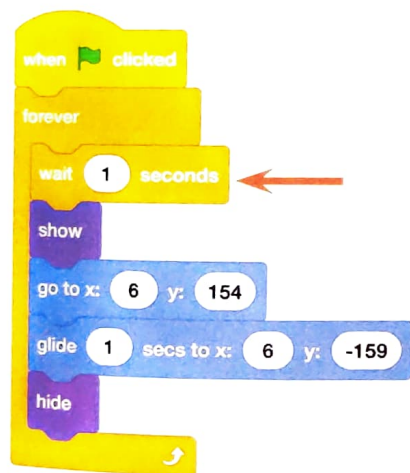 when clicked
forever
wait 1 seconds
show
go to x: 6 y: 154
glide 1 secs to x: 6 y: -159
hide